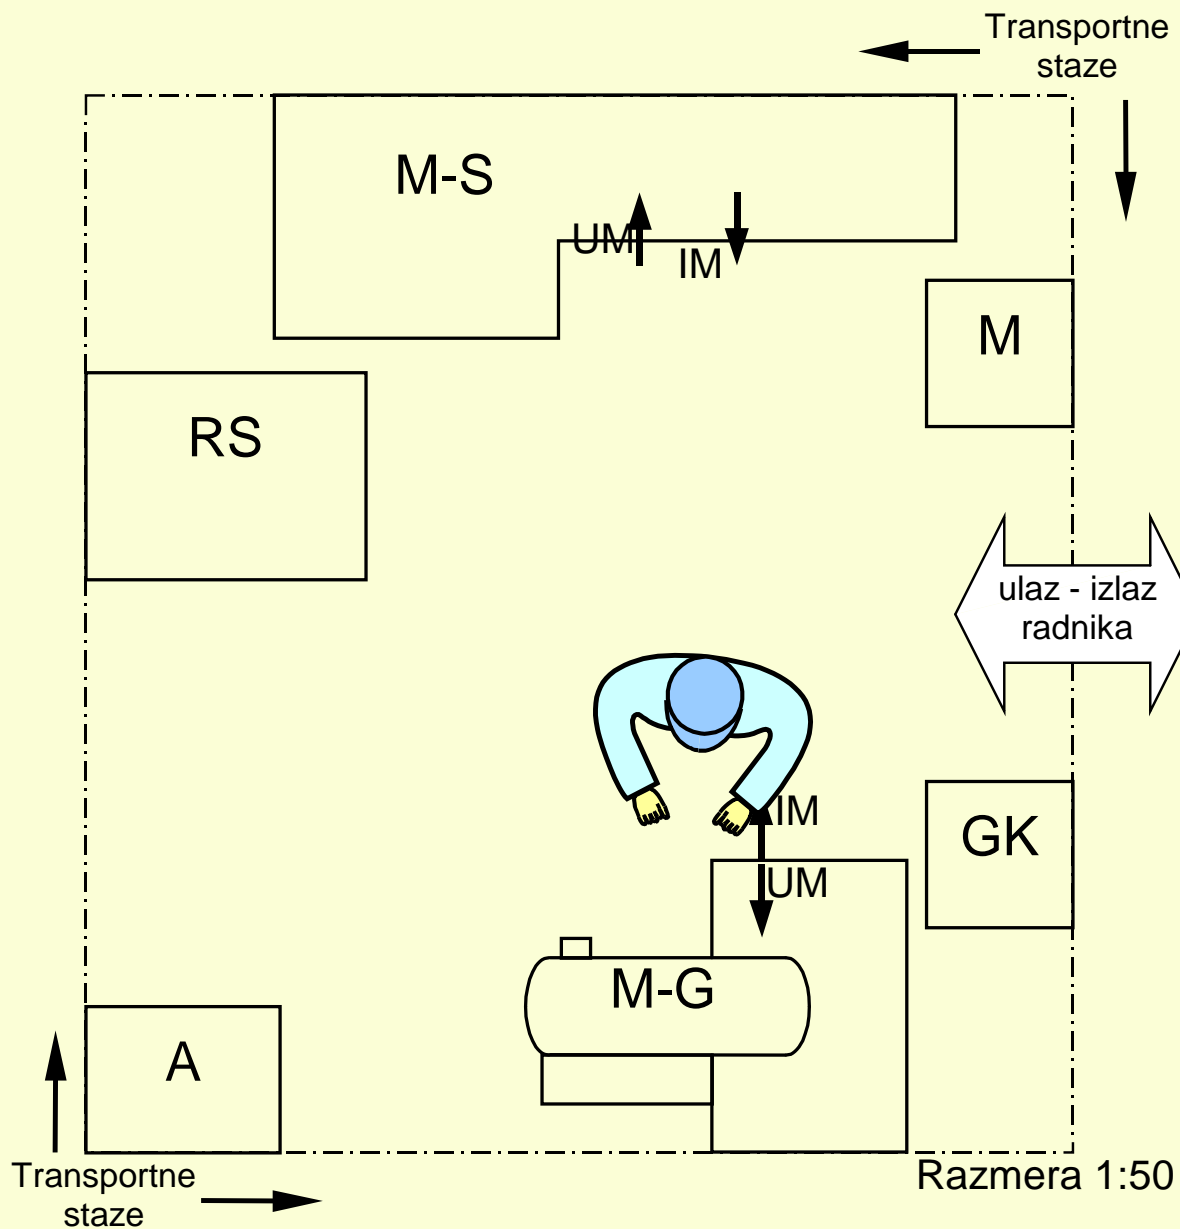 Transportne
staze
M-S
UM
IM
M
RS
ulaz - izlaz
radnika
IM
GK
UM
M-G
A
Transportne
staze
Razmera 1:50